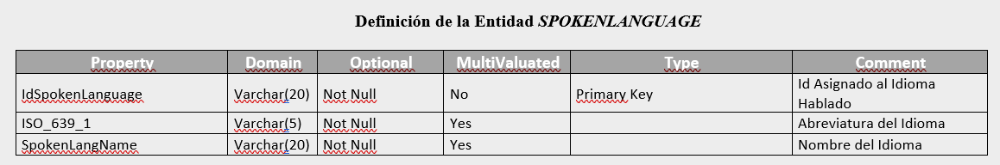 Definición de la Entidad SPOKENLANGUAGE
Property Domain Optional MultiValuated Type Comment
IdSpokenLanguage Varchar(20) Not Null No Primary Key Id Asignado al Idioma Hablado
ISO_639_1 Varchar(5) Not Null Yes Abreviatura del Idioma
SpokenLangName Varchar(20) Not Null Yes Nombre del Idioma